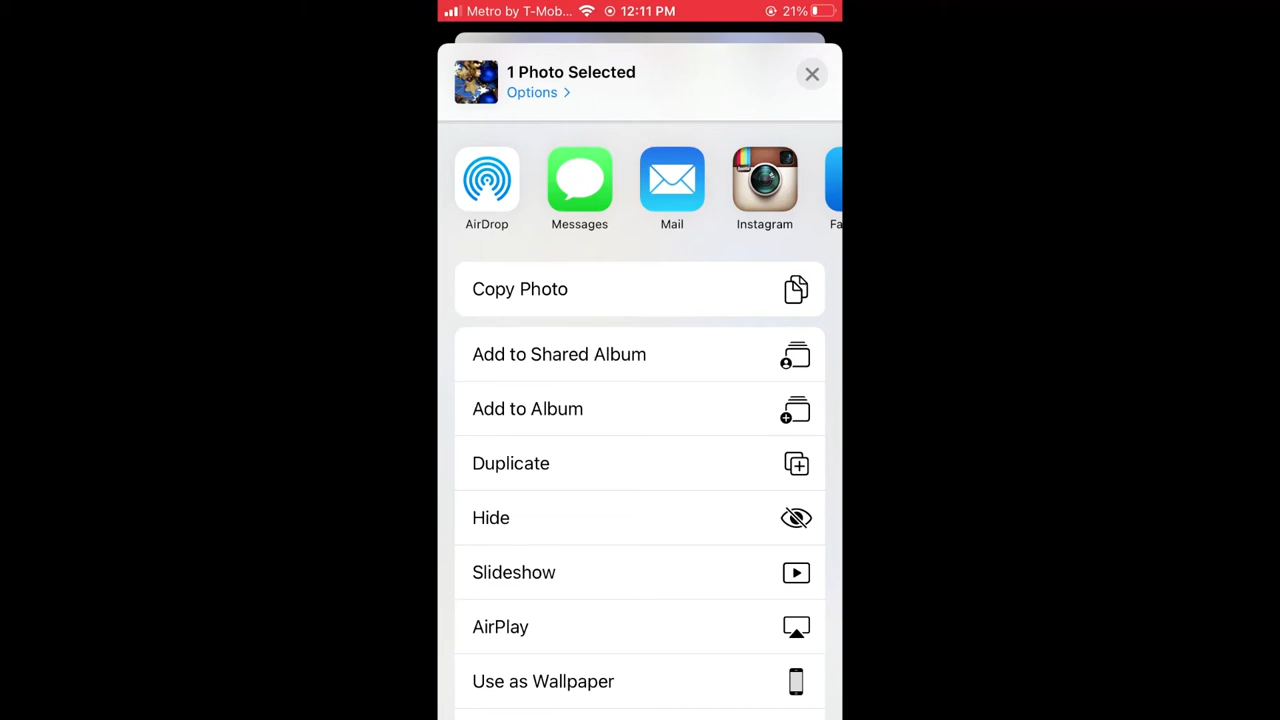 Metro by T-Mob... 12:11 PM 21%
1 Photo Selected
Options >
AirDrop Messages Mail Instagram Fa
Copy Photo
Add to Shared Album
Add to Album
Duplicate
Hide
Slideshow
AirPlay
Use as Wallpaper